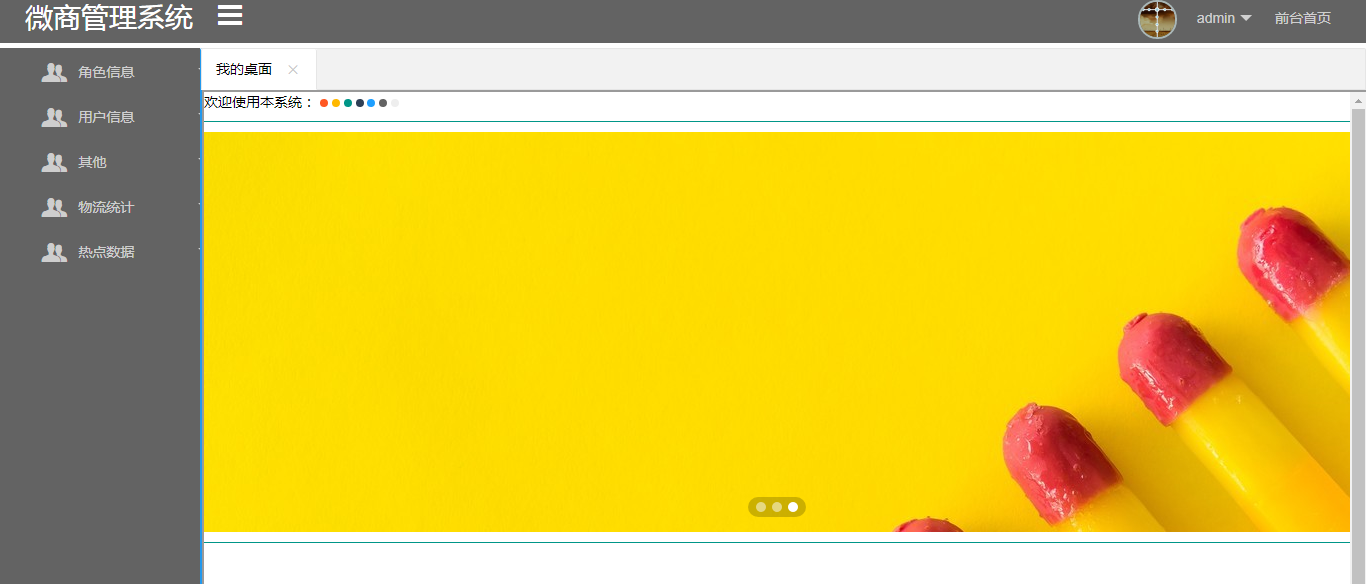 微商管理系统
admin
前台首页
角色信息
用户信息
其他
物流统计
热点数据
我的桌面
欢迎使用本系统：